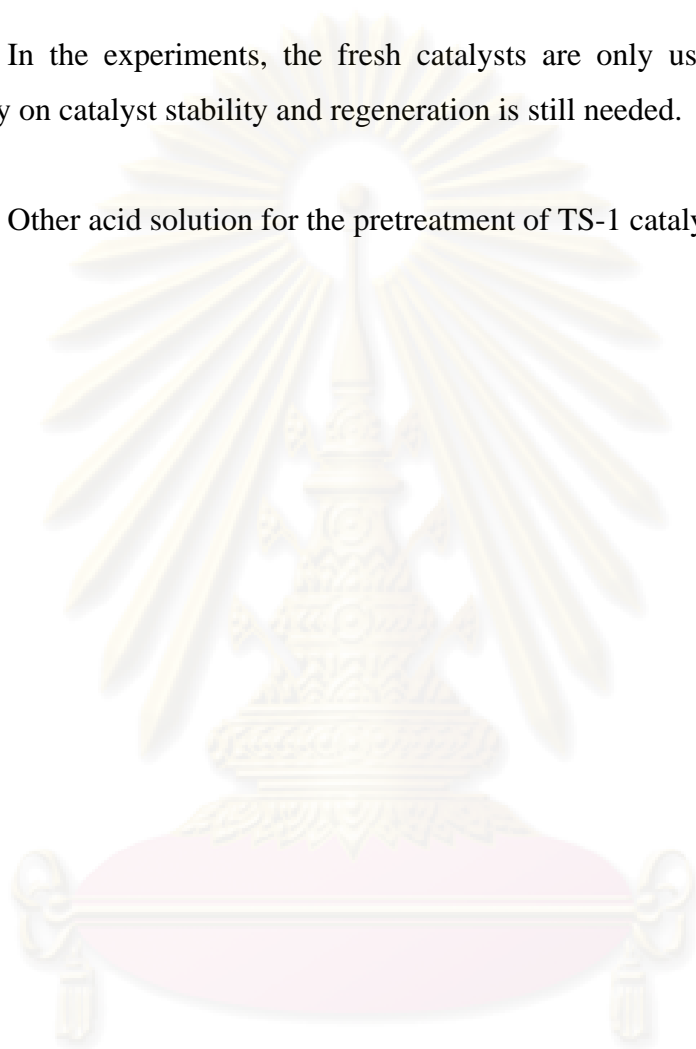 In the experiments, the fresh catalysts are only us
y on catalyst stability and regeneration is still needed.
Other acid solution for the pretreatment of TS-1 cataly